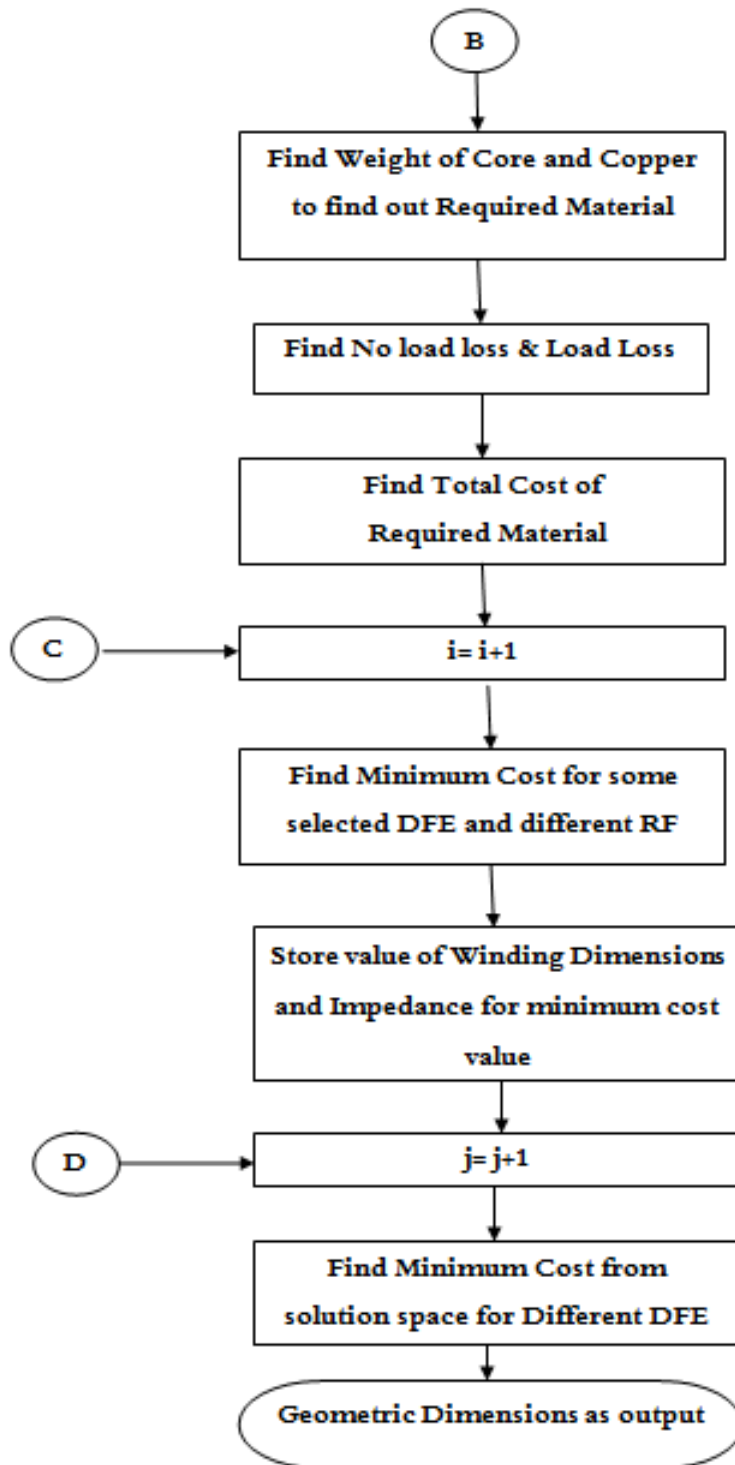 B
Find Weight of Core and Copper
to find out Required Material
Find No load loss & Load Loss
Find Total Cost of
Required Material
C
i= i+1
Find Minimum Cost for some
selected DFE and different RF
Store value of Winding Dimensions
and Impedance for minimum cost
value
D
j= j+1
Find Minimum Cost from
solution space for Different DFE
Geometric Dimensions as output